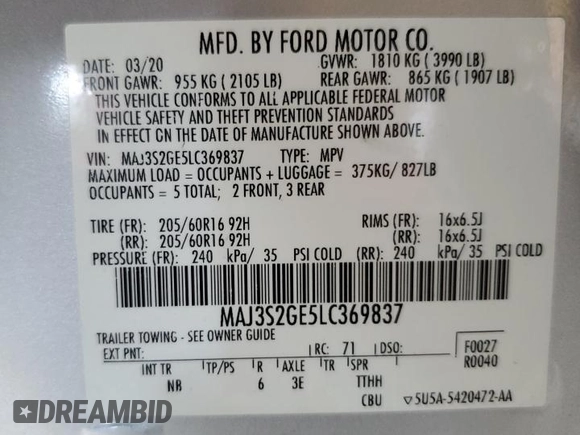 MFD. BY FORD MOTOR CO.
DATE: 03/20 GVWR: 1810 KG ( 3990 LB)
FRONT GAWR: 955 KG ( 2105 LB) REAR GAWR: 865 KG ( 1907 LB)
THIS VEHICLE CONFORMS TO ALL APPLICABLE FEDERAL MOTOR
VEHICLE SAFETY AND THEFT PREVENTION STANDARDS
IN EFFECT ON THE DATE OF MANUFACTURE SHOWN ABOVE.
VIN: MAJ3S2GE5LC369837 TYPE: MPV
MAXIMUM LOAD = OCCUPANTS + LUGGAGE = 375KG/ 827LB
OCCUPANTS = 5 TOTAL; 2 FRONT, 3 REAR
TIRE (FR): 205/60R16 92H RIMS (FR): 16x6.5J
(RR): 205/60R16 92H (RR): 16x6.5J
PRESSURE (FR): 240 kPa/ 35 PSI COLD (RR): 240 kPa/ 35 PSI COLD
MAJ3S2GE5LC369837
TRAILER TOWING - SEE OWNER GUIDE
EXT PNT: RC: 71 DSO: F0027
R0040
INT TR TP/PS R AXLE TR SPR
NB 6 3E TTHH
CBU ▽5U5A-5420472-AA
DREAMBID